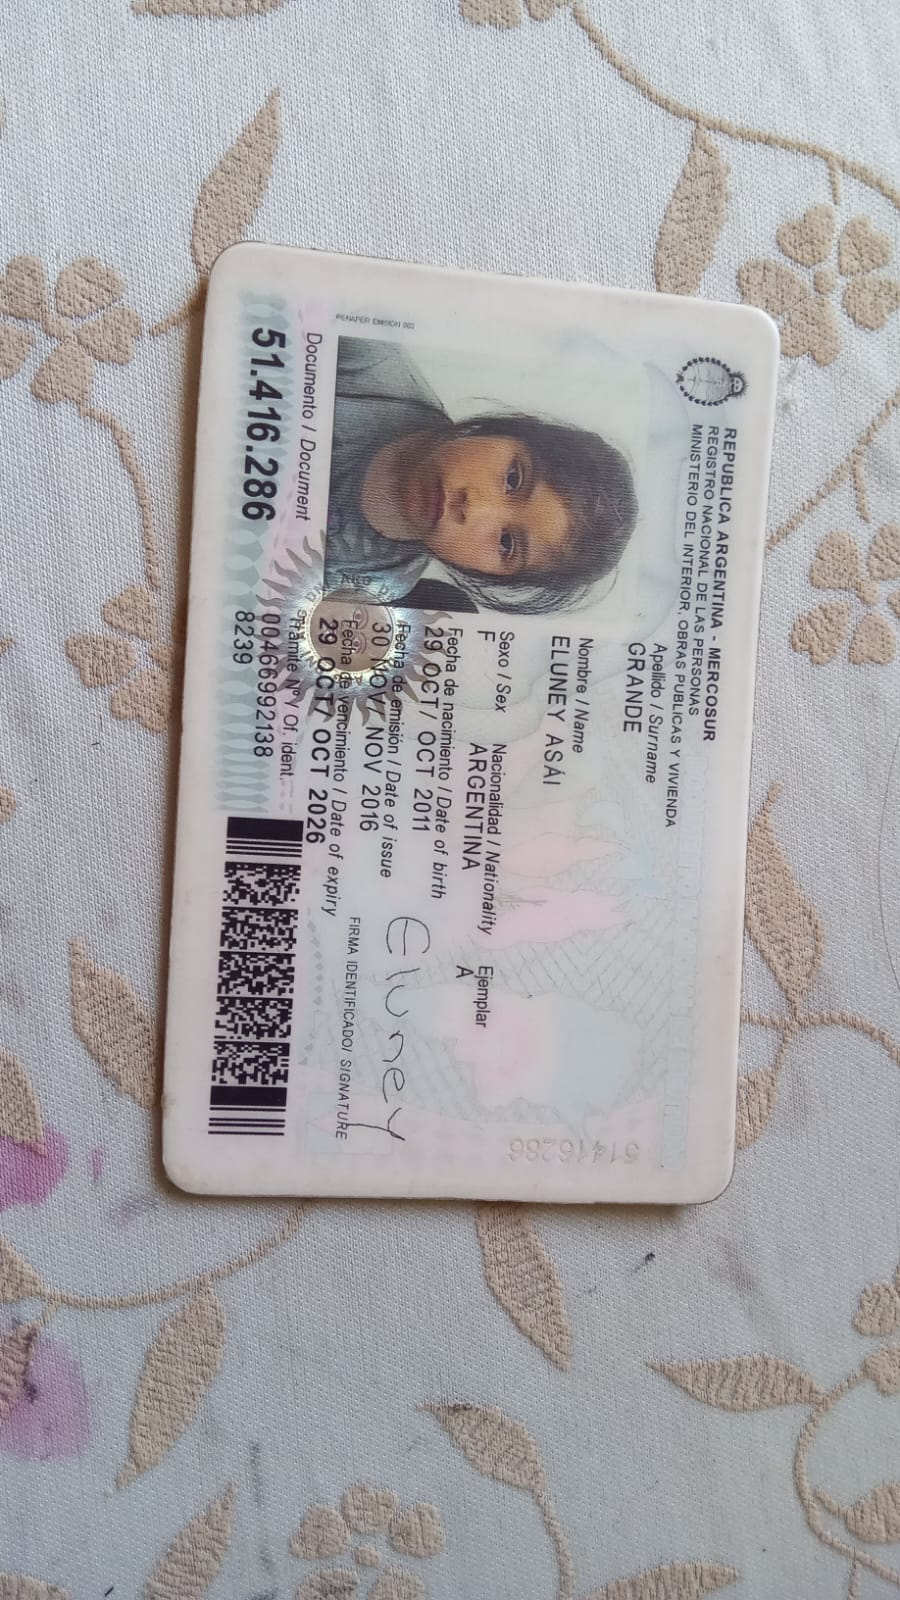 REPUBLICA ARGENTINA - MERCOSUR
REGISTRO NACIONAL DE LAS PERSONAS
MINISTERIO DEL INTERIOR, OBRAS PUBLICAS Y VIVIENDA
Apellido / Surname
GRANDE
Nombre / Name
ELUNEY ASAÍ
Sexo / Sex Nacionalidad / Nationality Ejemplar
F ARGENTINA A
Fecha de nacimiento / Date of birth
29 OCT/ OCT 2011
Fecha de emisión / Date of issue
30 NOV/ NOV 2016
Fecha de vencimiento / Date of expiry
29 OCT/ OCT 2026
Eluney
FIRMA IDENTIFICADO/ SIGNATURE
RENAPER EMISION 003
Documento / Document
51.416.286
Trámite Nº Of. ident.
00466992138
8239
51416286